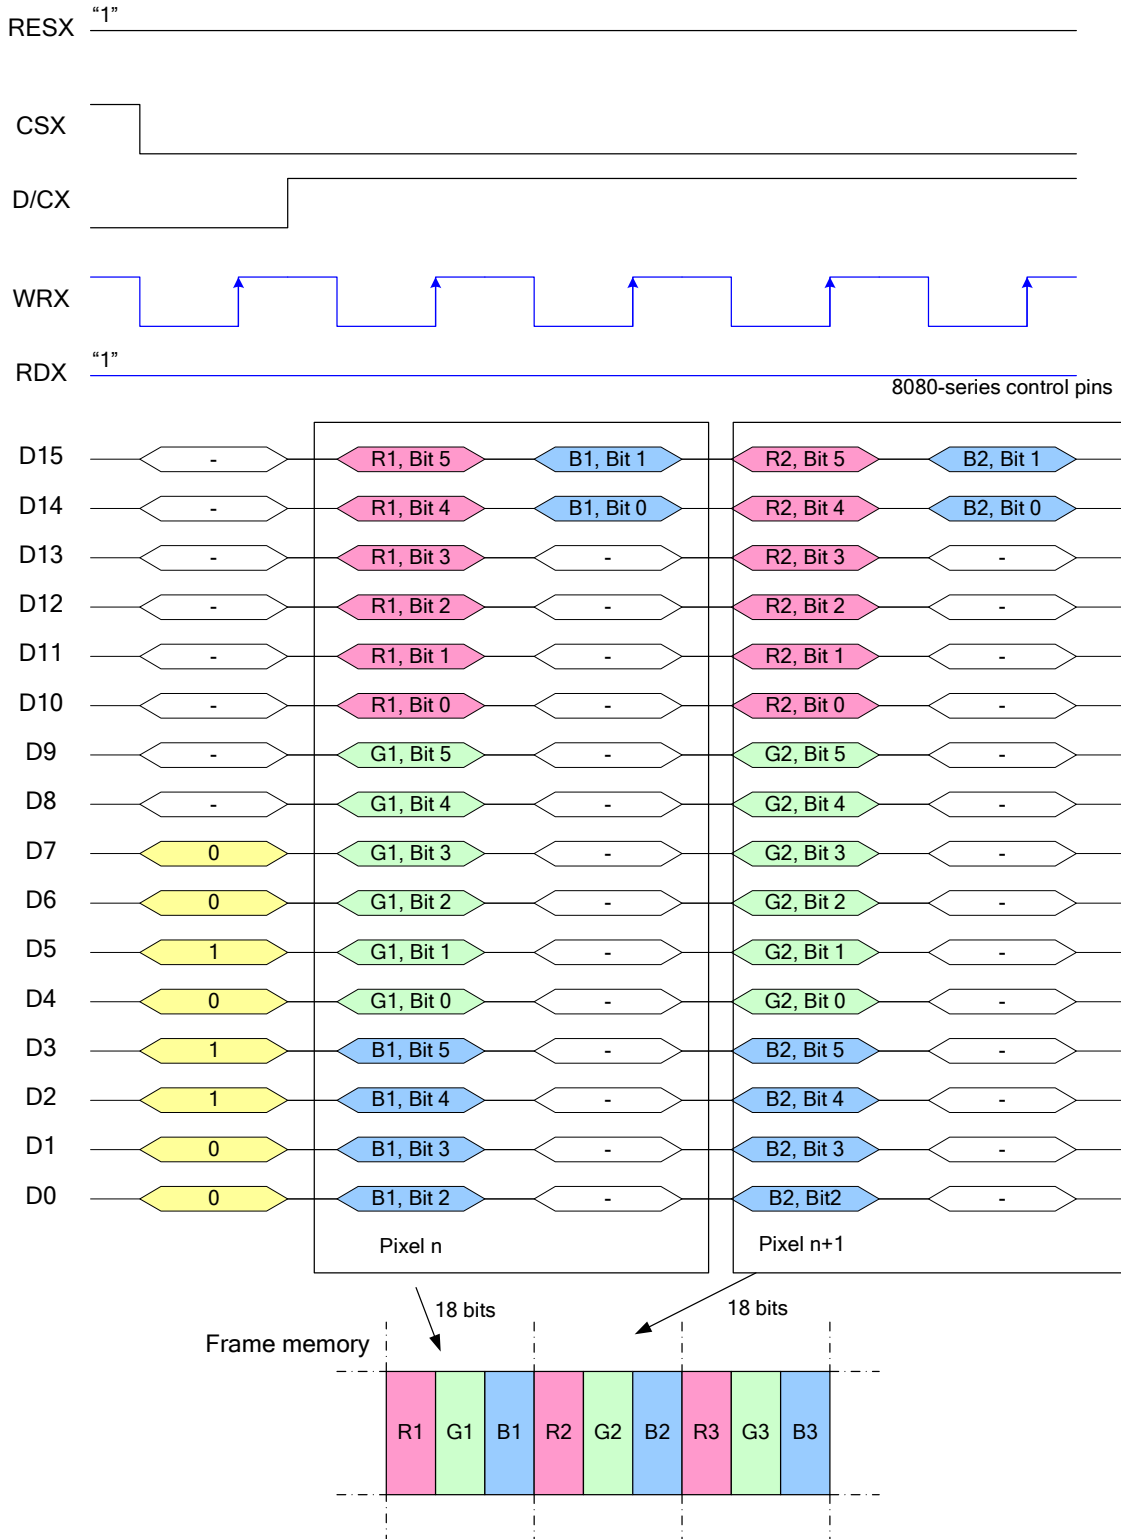 RESX “1”
CSX
D/CX
WRX
RDX “1”
8080-series control pins
D15 - R1, Bit 5 B1, Bit 1 R2, Bit 5 B2, Bit 1
D14 - R1, Bit 4 B1, Bit 0 R2, Bit 4 B2, Bit 0
D13 - R1, Bit 3 - R2, Bit 3 -
D12 - R1, Bit 2 - R2, Bit 2 -
D11 - R1, Bit 1 - R2, Bit 1 -
D10 - R1, Bit 0 - R2, Bit 0 -
D9 - G1, Bit 5 - G2, Bit 5 -
D8 - G1, Bit 4 - G2, Bit 4 -
D7 0 G1, Bit 3 - G2, Bit 3 -
D6 0 G1, Bit 2 - G2, Bit 2 -
D5 1 G1, Bit 1 - G2, Bit 1 -
D4 0 G1, Bit 0 - G2, Bit 0 -
D3 1 B1, Bit 5 - B2, Bit 5 -
D2 1 B1, Bit 4 - B2, Bit 4 -
D1 0 B1, Bit 3 - B2, Bit 3 -
D0 0 B1, Bit 2 - B2, Bit2 -
Pixel n Pixel n+1
18 bits 18 bits
Frame memory
R1 G1 B1 R2 G2 B2 R3 G3 B3